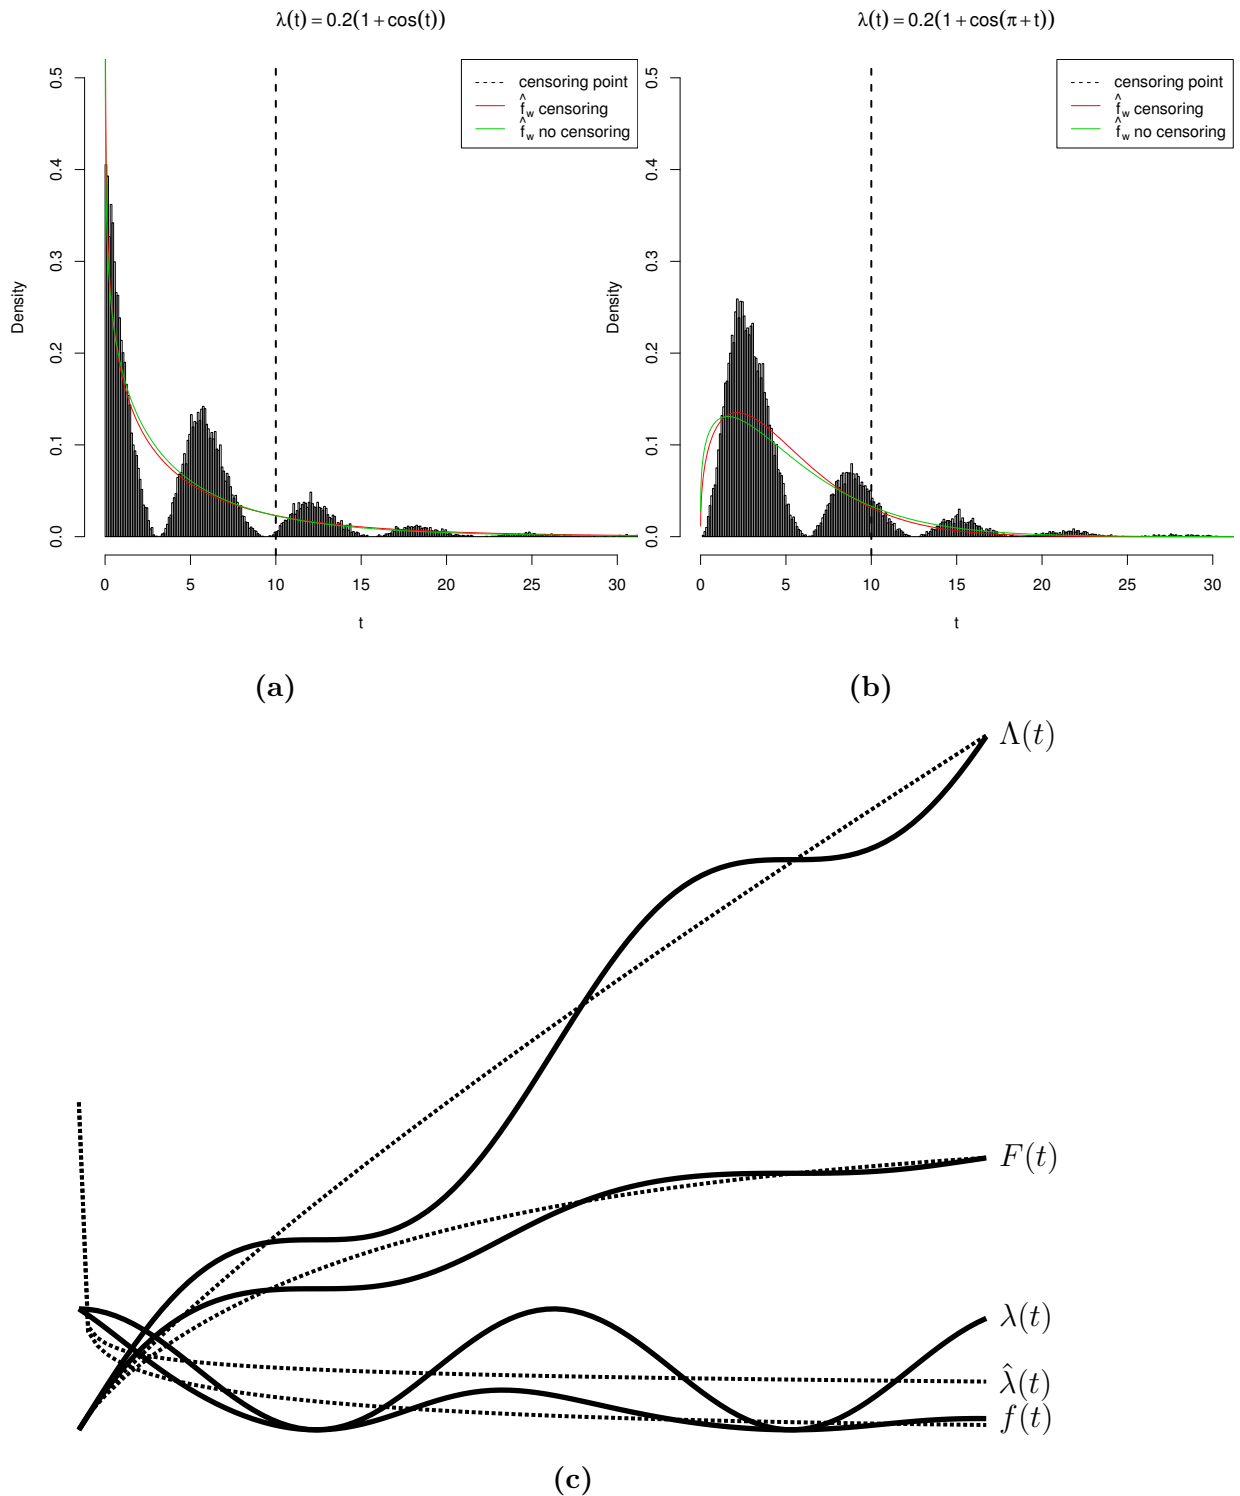 λ(t) = 0.2(1 + cos(t))
censoring point
f̂w censoring
f̂w no censoring
Density
0.0 0.1 0.2 0.3 0.4 0.5
0 5 10 15 20 25 30
t
(a)
λ(t) = 0.2(1 + cos(π + t))
censoring point
f̂w censoring
f̂w no censoring
Density
0.0 0.1 0.2 0.3 0.4 0.5
0 5 10 15 20 25 30
t
(b)
Λ(t)
F(t)
λ(t)
λ̂(t)
f(t)
(c)